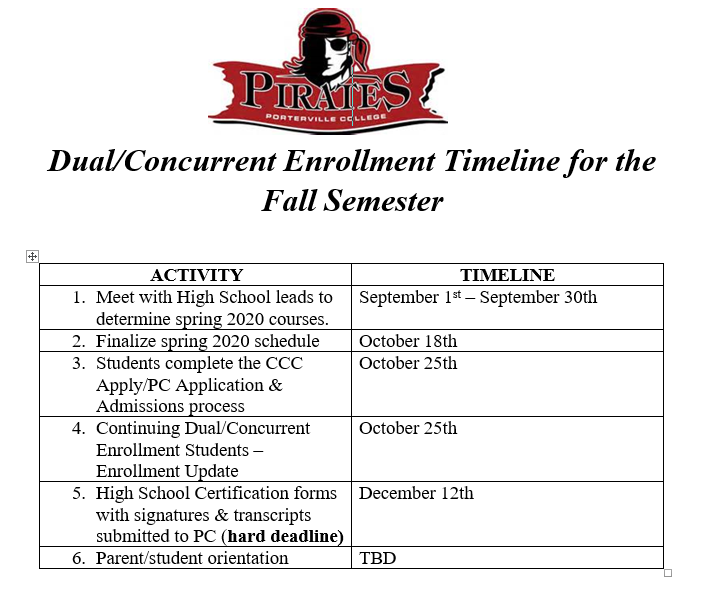 PIRATES
PORTERVILLE COLLEGE
Dual/Concurrent Enrollment Timeline for the
Fall Semester
ACTIVITY TIMELINE
1. Meet with High School leads to September 1st – September 30th
determine spring 2020 courses.
2. Finalize spring 2020 schedule October 18th
3. Students complete the CCC October 25th
Apply/PC Application &
Admissions process
4. Continuing Dual/Concurrent October 25th
Enrollment Students –
Enrollment Update
5. High School Certification forms December 12th
with signatures & transcripts
submitted to PC (hard deadline)
6. Parent/student orientation TBD